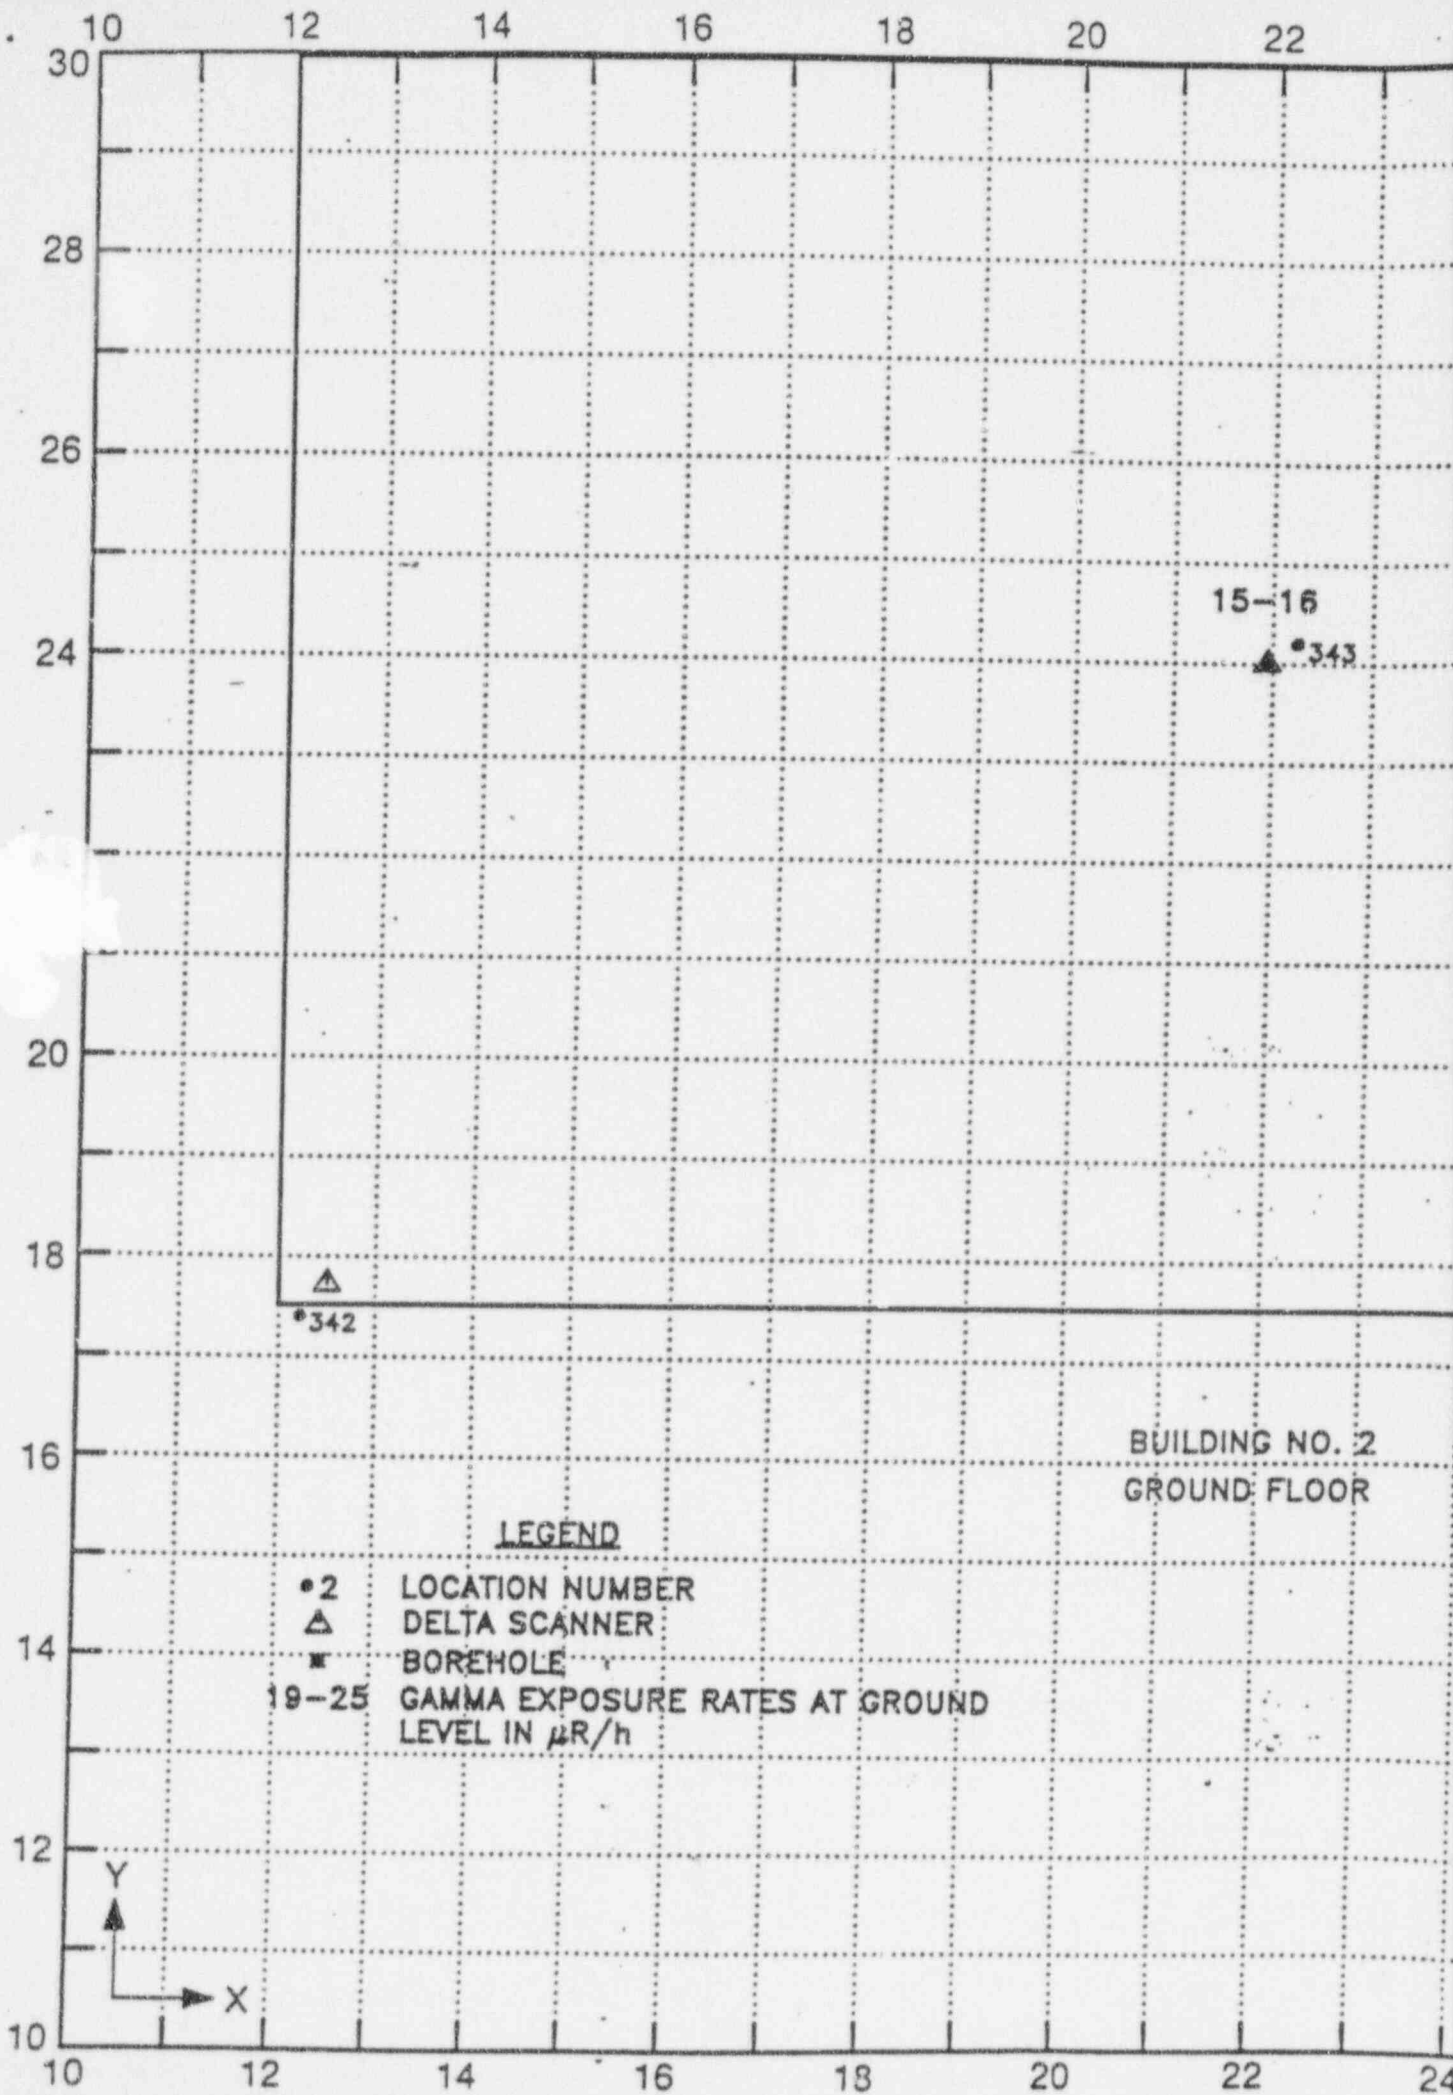 10 12 14 16 18 20 22
30
28
26
15-16
24
•343
20
18
•342
16
BUILDING NO. 2
GROUND FLOOR
LEGEND
•2 LOCATION NUMBER
DELTA SCANNER
14
BOREHOLE
19-25 GAMMA EXPOSURE RATES AT GROUND
LEVEL IN μR/h
12
Y
X
10
10 12 14 16 18 20 22 24